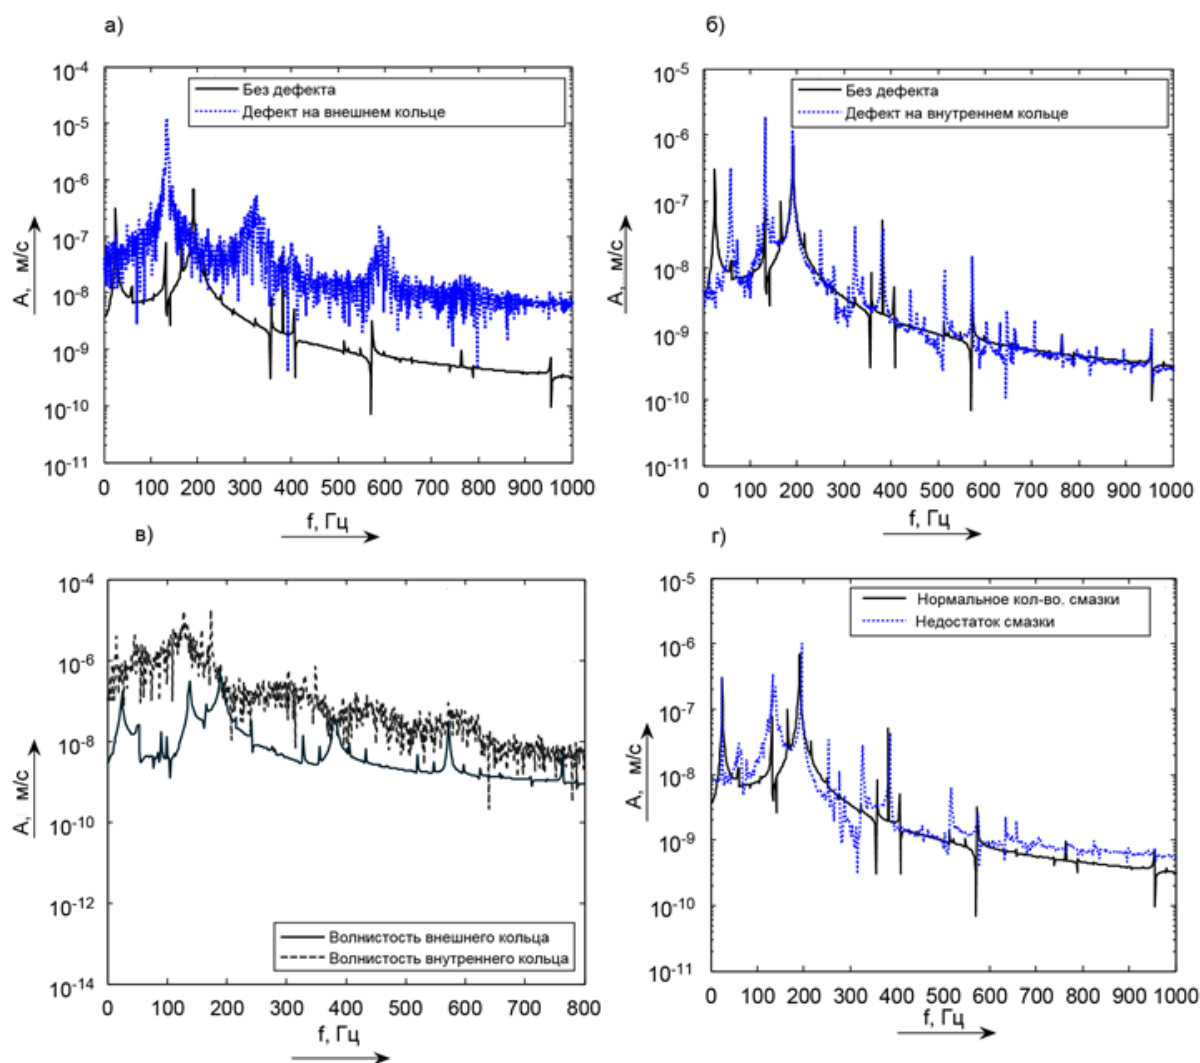 а)
10-4
10-5
10-6
10-7
10-8
10-9
10-10
10-11
А, м/с
Без дефекта
Дефект на внешнем кольце
0 100 200 300 400 500 600 700 800 900 1000
f, Гц
б)
10-5
10-6
10-7
10-8
10-9
10-10
10-11
А, м/с
Без дефекта
Дефект на внутреннем кольце
0 100 200 300 400 500 600 700 800 900 1000
f, Гц
в)
10-4
10-6
10-8
10-10
10-12
10-14
А, м/с
Волнистость внешнего кольца
Волнистость внутреннего кольца
0 100 200 300 400 500 600 700 800
f, Гц
г)
10-5
10-6
10-7
10-8
10-9
10-10
10-11
А, м/с
Нормальное кол-во. смазки
Недостаток смазки
0 100 200 300 400 500 600 700 800 900 1000
f, Гц